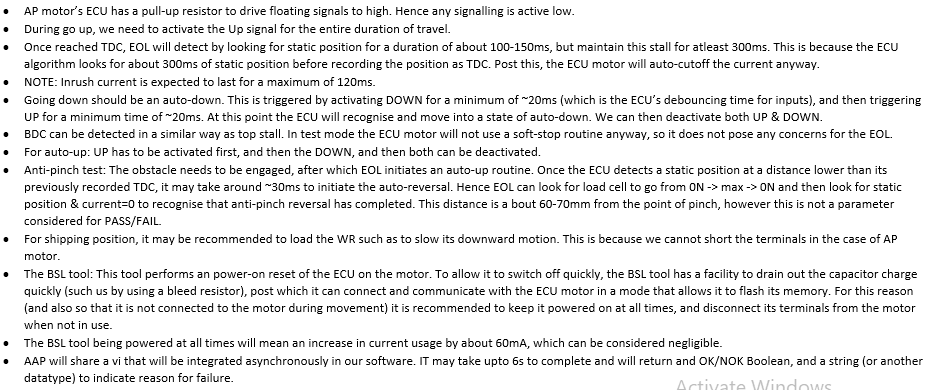 • AP motor's ECU has a pull-up resistor to drive floating signals to high. Hence any signalling is active low.
• During go up, we need to activate the Up signal for the entire duration of travel.
• Once reached TDC, EOL will detect by looking for static position for a duration of about 100-150ms, but maintain this stall for atleast 300ms. This is because the ECU
algorithm looks for about 300ms of static position before recording the position as TDC. Post this, the ECU motor will auto-cutoff the current anyway.
• NOTE: Inrush current is expected to last for a maximum of 120ms.
• Going down should be an auto-down. This is triggered by activating DOWN for a minimum of ~20ms (which is the ECU's debouncing time for inputs), and then triggering
UP for a minimum time of ~20ms. At this point the ECU will recognise and move into a state of auto-down. We can then deactivate both UP & DOWN.
• BDC can be detected in a similar way as top stall. In test mode the ECU motor will not use a soft-stop routine anyway, so it does not pose any concerns for the EOL.
• For auto-up: UP has to be activated first, and then the DOWN, and then both can be deactivated.
• Anti-pinch test: The obstacle needs to be engaged, after which EOL initiates an auto-up routine. Once the ECU detects a static position at a distance lower than its
previously recorded TDC, it may take around ~30ms to initiate the auto-reversal. Hence EOL can look for load cell to go from 0N -> max -> 0N and then look for static
position & current=0 to recognise that anti-pinch reversal has completed. This distance is a bout 60-70mm from the point of pinch, however this is not a parameter
considered for PASS/FAIL.
• For shipping position, it may be recommended to load the WR such as to slow its downward motion. This is because we cannot short the terminals in the case of AP
motor.
• The BSL tool: This tool performs an power-on reset of the ECU on the motor. To allow it to switch off quickly, the BSL tool has a facility to drain out the capacitor charge
quickly (such us by using a bleed resistor), post which it can connect and communicate with the ECU motor in a mode that allows it to flash its memory. For this reason
(and also so that it is not connected to the motor during movement) it is recommended to keep it powered on at all times, and disconnect its terminals from the motor
when not in use.
• The BSL tool being powered at all times will mean an increase in current usage by about 60mA, which can be considered negligible.
• AAP will share a vi that will be integrated asynchronously in our software. IT may take upto 6s to complete and will return and OK/NOK Boolean, and a string (or another
datatype) to indicate reason for failure.
Activate Windows